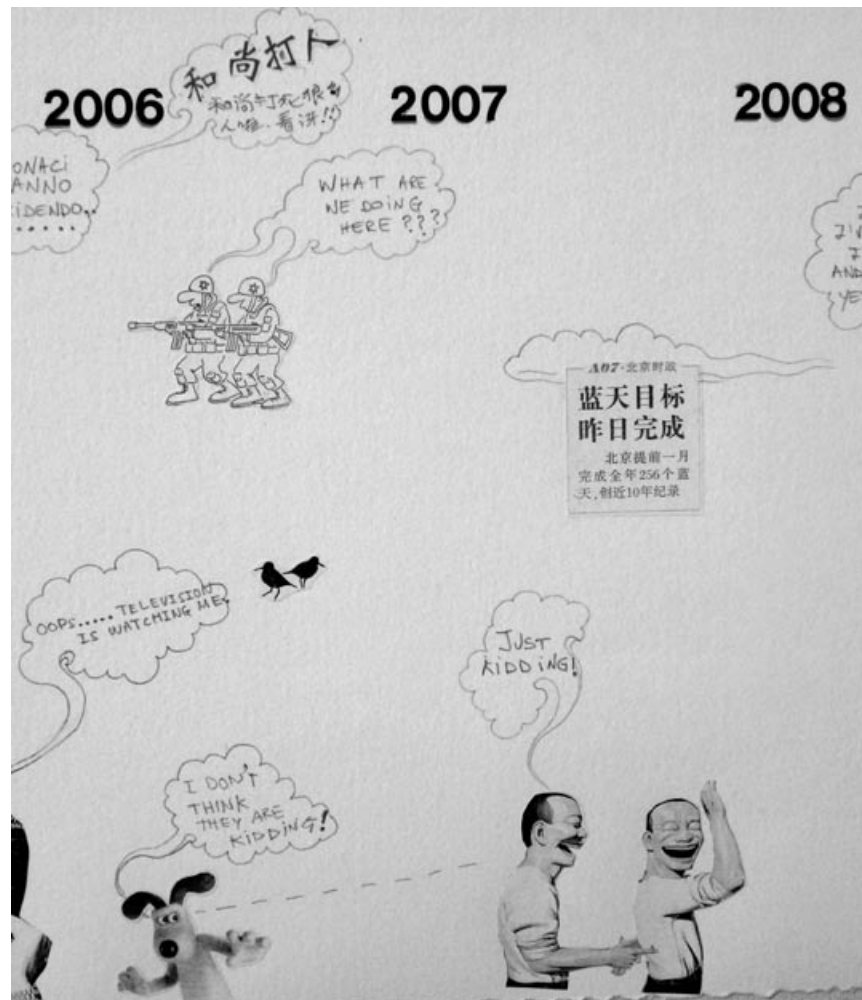 2006
2007
2008
和尚打人
和尚打死狼
人啦. 看
ONACi
ANNO
IDENDO..
.....
WHAT ARE
WE DOiNG
HERE ???
AND
YE
A07·北京时政
蓝天目标
昨日完成
北京提前一月
完成全年256个蓝
天,创近10年纪录
OOPS..... TELEVISION
IS WATCHING ME.
JUST
KiDDiNG!
I DON'T
THINK
THEY ARE
KiDDiNG!